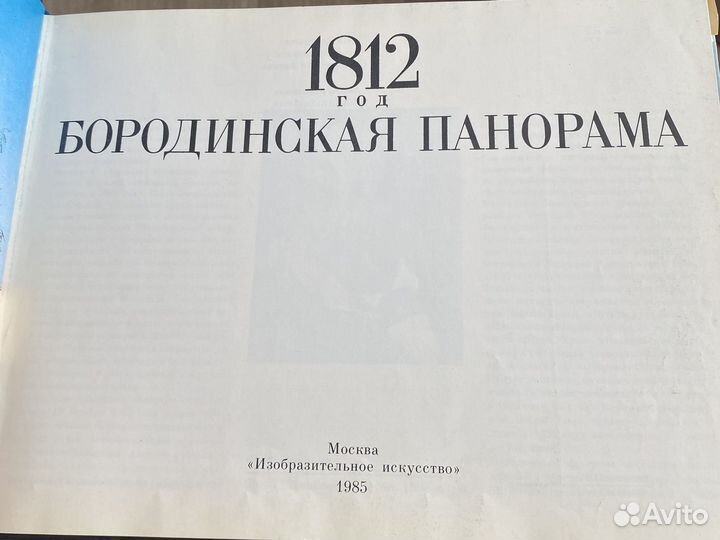 1812
ГОД
БОРОДИНСКАЯ ПАНОРАМА
Москва
«Изобразительное искусство»
1985
Avito